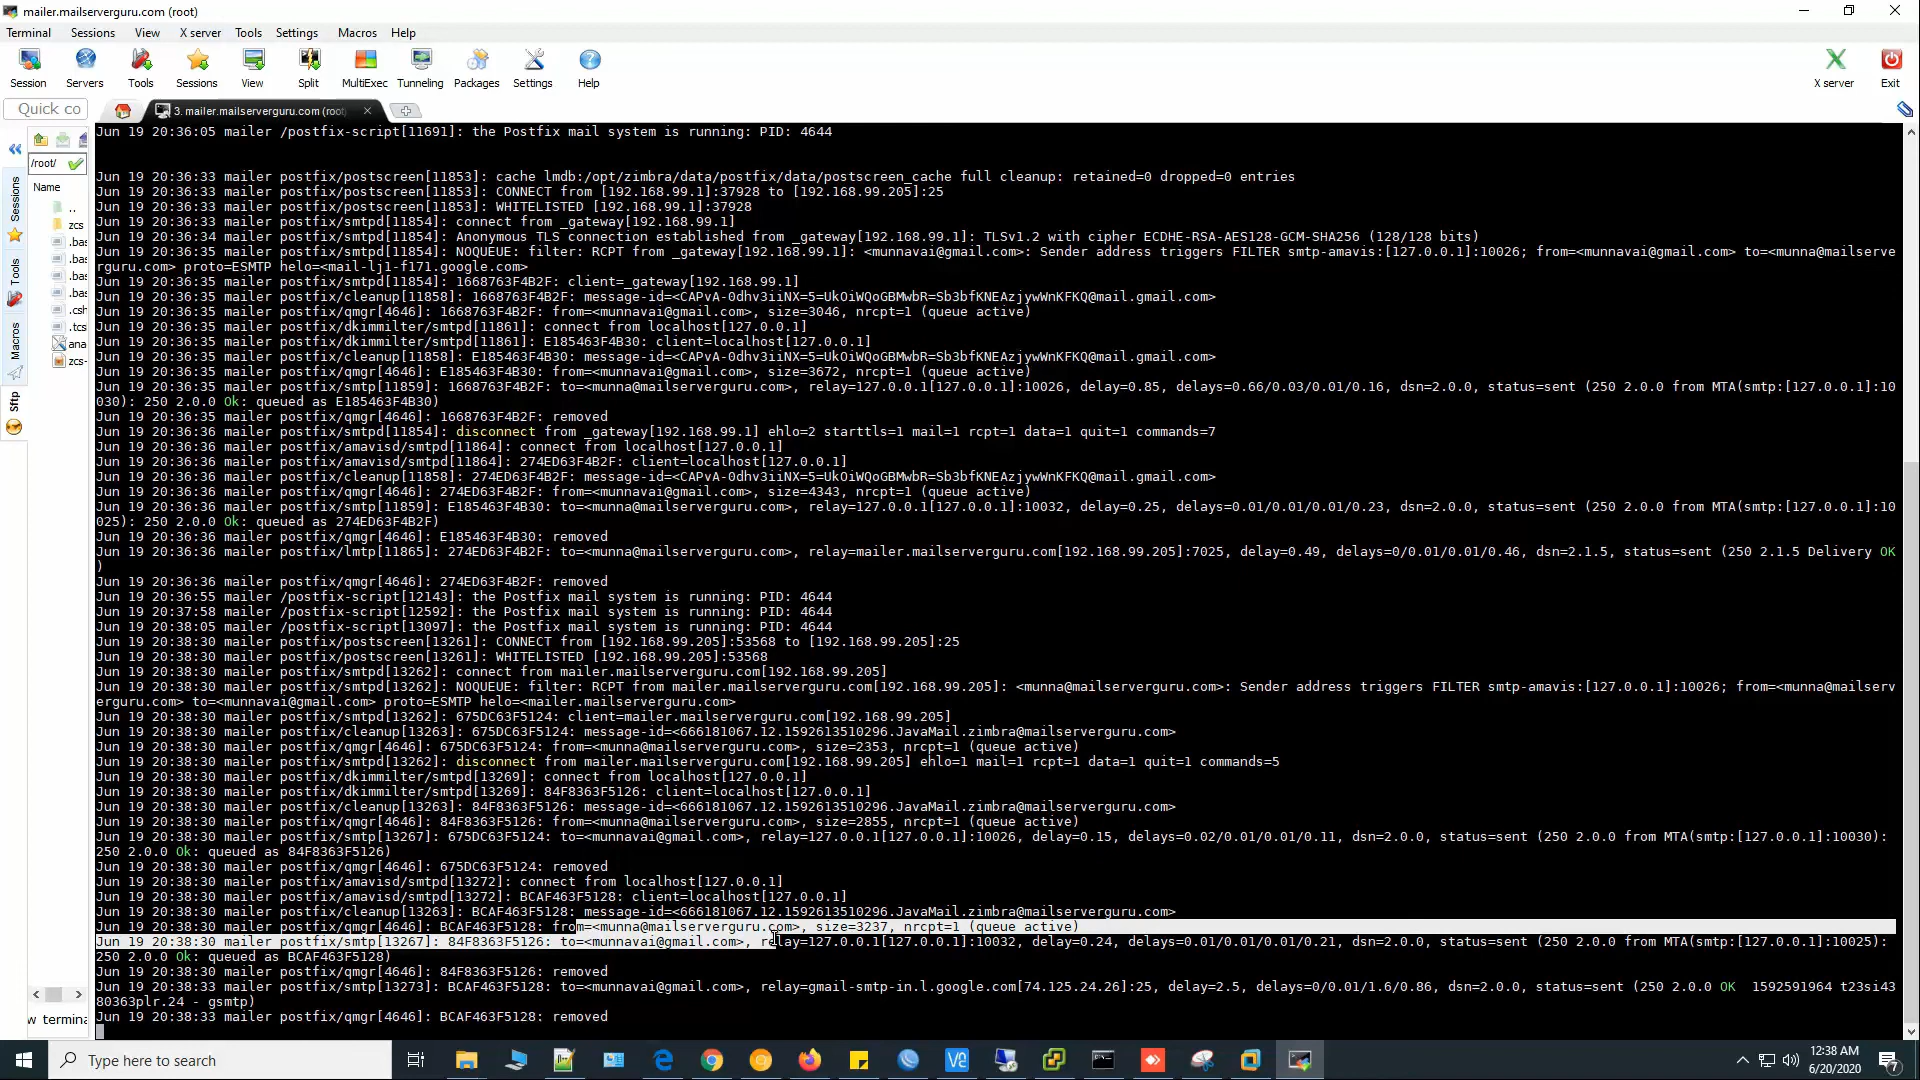 mailer.mailserverguru.com (root)
Terminal Sessions View X server Tools Settings Macros Help
Session Servers Tools Sessions View Split MultiExec Tunneling Packages Settings Help X server Exit
Quick co
3. mailer.mailserverguru.com (root)
/root/
Name
..
zcs
.bas
.bas
.bas
.bas
.csh
.tcs
ana
zcs-
Sessions
Tools
Macros
Sftp
Jun 19 20:36:05 mailer /postfix-script[11691]: the Postfix mail system is running: PID: 4644
Jun 19 20:36:33 mailer postfix/postscreen[11853]: cache lmdb:/opt/zimbra/data/postfix/data/postscreen_cache full cleanup: retained=0 dropped=0 entries
Jun 19 20:36:33 mailer postfix/postscreen[11853]: CONNECT from [192.168.99.1]:37928 to [192.168.99.205]:25
Jun 19 20:36:33 mailer postfix/postscreen[11853]: WHITELISTED [192.168.99.1]:37928
Jun 19 20:36:33 mailer postfix/smtpd[11854]: connect from _gateway[192.168.99.1]
Jun 19 20:36:34 mailer postfix/smtpd[11854]: Anonymous TLS connection established from _gateway[192.168.99.1]: TLSv1.2 with cipher ECDHE-RSA-AES128-GCM-SHA256 (128/128 bits)
Jun 19 20:36:35 mailer postfix/smtpd[11854]: NOQUEUE: filter: RCPT from _gateway[192.168.99.1]: <munnavai@gmail.com>: Sender address triggers FILTER smtp-amavis:[127.0.0.1]:10026; from=<munnavai@gmail.com> to=<munna@mailserve
rguru.com> proto=ESMTP helo=<mail-lj1-f171.google.com>
Jun 19 20:36:35 mailer postfix/smtpd[11854]: 1668763F4B2F: client=_gateway[192.168.99.1]
Jun 19 20:36:35 mailer postfix/cleanup[11858]: 1668763F4B2F: message-id=<CAPvA-0dhv3iiNX=5=UkOiWQoGBMwbR=Sb3bfKNEAzjywWnKFKQ@mail.gmail.com>
Jun 19 20:36:35 mailer postfix/qmgr[4646]: 1668763F4B2F: from=<munnavai@gmail.com>, size=3046, nrcpt=1 (queue active)
Jun 19 20:36:35 mailer postfix/dkimmilter/smtpd[11861]: connect from localhost[127.0.0.1]
Jun 19 20:36:35 mailer postfix/dkimmilter/smtpd[11861]: E185463F4B30: client=localhost[127.0.0.1]
Jun 19 20:36:35 mailer postfix/cleanup[11858]: E185463F4B30: message-id=<CAPvA-0dhv3iiNX=5=UkOiWQoGBMwbR=Sb3bfKNEAzjywWnKFKQ@mail.gmail.com>
Jun 19 20:36:35 mailer postfix/qmgr[4646]: E185463F4B30: from=<munnavai@gmail.com>, size=3672, nrcpt=1 (queue active)
Jun 19 20:36:35 mailer postfix/smtp[11859]: 1668763F4B2F: to=<munna@mailserverguru.com>, relay=127.0.0.1[127.0.0.1]:10026, delay=0.85, delays=0.66/0.03/0.01/0.16, dsn=2.0.0, status=sent (250 2.0.0 from MTA(smtp:[127.0.0.1]:10
030): 250 2.0.0 Ok: queued as E185463F4B30)
Jun 19 20:36:35 mailer postfix/qmgr[4646]: 1668763F4B2F: removed
Jun 19 20:36:35 mailer postfix/smtpd[11854]: disconnect from _gateway[192.168.99.1] ehlo=2 starttls=1 mail=1 rcpt=1 data=1 quit=1 commands=7
Jun 19 20:36:36 mailer postfix/amavisd/smtpd[11864]: connect from localhost[127.0.0.1]
Jun 19 20:36:36 mailer postfix/amavisd/smtpd[11864]: 274ED63F4B2F: client=localhost[127.0.0.1]
Jun 19 20:36:36 mailer postfix/cleanup[11858]: 274ED63F4B2F: message-id=<CAPvA-0dhv3iiNX=5=UkOiWQoGBMwbR=Sb3bfKNEAzjywWnKFKQ@mail.gmail.com>
Jun 19 20:36:36 mailer postfix/qmgr[4646]: 274ED63F4B2F: from=<munnavai@gmail.com>, size=4343, nrcpt=1 (queue active)
Jun 19 20:36:36 mailer postfix/smtp[11859]: E185463F4B30: to=<munna@mailserverguru.com>, relay=127.0.0.1[127.0.0.1]:10032, delay=0.25, delays=0.01/0.01/0.01/0.23, dsn=2.0.0, status=sent (250 2.0.0 from MTA(smtp:[127.0.0.1]:10
025): 250 2.0.0 Ok: queued as 274ED63F4B2F)
Jun 19 20:36:36 mailer postfix/qmgr[4646]: E185463F4B30: removed
Jun 19 20:36:36 mailer postfix/lmtp[11865]: 274ED63F4B2F: to=<munna@mailserverguru.com>, relay=mailer.mailserverguru.com[192.168.99.205]:7025, delay=0.49, delays=0/0.01/0.01/0.46, dsn=2.1.5, status=sent (250 2.1.5 Delivery OK
)
Jun 19 20:36:36 mailer postfix/qmgr[4646]: 274ED63F4B2F: removed
Jun 19 20:36:55 mailer /postfix-script[12143]: the Postfix mail system is running: PID: 4644
Jun 19 20:37:58 mailer /postfix-script[12592]: the Postfix mail system is running: PID: 4644
Jun 19 20:38:05 mailer /postfix-script[13097]: the Postfix mail system is running: PID: 4644
Jun 19 20:38:30 mailer postfix/postscreen[13261]: CONNECT from [192.168.99.205]:53568 to [192.168.99.205]:25
Jun 19 20:38:30 mailer postfix/postscreen[13261]: WHITELISTED [192.168.99.205]:53568
Jun 19 20:38:30 mailer postfix/smtpd[13262]: connect from mailer.mailserverguru.com[192.168.99.205]
Jun 19 20:38:30 mailer postfix/smtpd[13262]: NOQUEUE: filter: RCPT from mailer.mailserverguru.com[192.168.99.205]: <munna@mailserverguru.com>: Sender address triggers FILTER smtp-amavis:[127.0.0.1]:10026; from=<munna@mailserv
erguru.com> to=<munnavai@gmail.com> proto=ESMTP helo=<mailer.mailserverguru.com>
Jun 19 20:38:30 mailer postfix/smtpd[13262]: 675DC63F5124: client=mailer.mailserverguru.com[192.168.99.205]
Jun 19 20:38:30 mailer postfix/cleanup[13263]: 675DC63F5124: message-id=<666181067.12.1592613510296.JavaMail.zimbra@mailserverguru.com>
Jun 19 20:38:30 mailer postfix/qmgr[4646]: 675DC63F5124: from=<munna@mailserverguru.com>, size=2353, nrcpt=1 (queue active)
Jun 19 20:38:30 mailer postfix/smtpd[13262]: disconnect from mailer.mailserverguru.com[192.168.99.205] ehlo=1 mail=1 rcpt=1 data=1 quit=1 commands=5
Jun 19 20:38:30 mailer postfix/dkimmilter/smtpd[13269]: connect from localhost[127.0.0.1]
Jun 19 20:38:30 mailer postfix/dkimmilter/smtpd[13269]: 84F8363F5126: client=localhost[127.0.0.1]
Jun 19 20:38:30 mailer postfix/cleanup[13263]: 84F8363F5126: message-id=<666181067.12.1592613510296.JavaMail.zimbra@mailserverguru.com>
Jun 19 20:38:30 mailer postfix/qmgr[4646]: 84F8363F5126: from=<munna@mailserverguru.com>, size=2855, nrcpt=1 (queue active)
Jun 19 20:38:30 mailer postfix/smtp[13267]: 675DC63F5124: to=<munnavai@gmail.com>, relay=127.0.0.1[127.0.0.1]:10026, delay=0.15, delays=0.02/0.01/0.01/0.11, dsn=2.0.0, status=sent (250 2.0.0 from MTA(smtp:[127.0.0.1]:10030):
250 2.0.0 Ok: queued as 84F8363F5126)
Jun 19 20:38:30 mailer postfix/qmgr[4646]: 675DC63F5124: removed
Jun 19 20:38:30 mailer postfix/amavisd/smtpd[13272]: connect from localhost[127.0.0.1]
Jun 19 20:38:30 mailer postfix/amavisd/smtpd[13272]: BCAF463F5128: client=localhost[127.0.0.1]
Jun 19 20:38:30 mailer postfix/cleanup[13263]: BCAF463F5128: message-id=<666181067.12.1592613510296.JavaMail.zimbra@mailserverguru.com>
Jun 19 20:38:30 mailer postfix/qmgr[4646]: BCAF463F5128: from=<munna@mailserverguru.com>, size=3237, nrcpt=1 (queue active)
Jun 19 20:38:30 mailer postfix/smtp[13267]: 84F8363F5126: to=<munnavai@gmail.com>, relay=127.0.0.1[127.0.0.1]:10032, delay=0.24, delays=0.01/0.01/0.01/0.21, dsn=2.0.0, status=sent (250 2.0.0 from MTA(smtp:[127.0.0.1]:10025):
250 2.0.0 Ok: queued as BCAF463F5128)
Jun 19 20:38:30 mailer postfix/qmgr[4646]: 84F8363F5126: removed
Jun 19 20:38:33 mailer postfix/smtp[13273]: BCAF463F5128: to=<munnavai@gmail.com>, relay=gmail-smtp-in.l.google.com[74.125.24.26]:25, delay=2.5, delays=0/0.01/1.6/0.86, dsn=2.0.0, status=sent (250 2.0.0 OK  1592591964 t23si43
80363plr.24 - gsmtp)
Jun 19 20:38:33 mailer postfix/qmgr[4646]: BCAF463F5128: removed
w termina
Type here to search
12:38 AM
6/20/2020
7